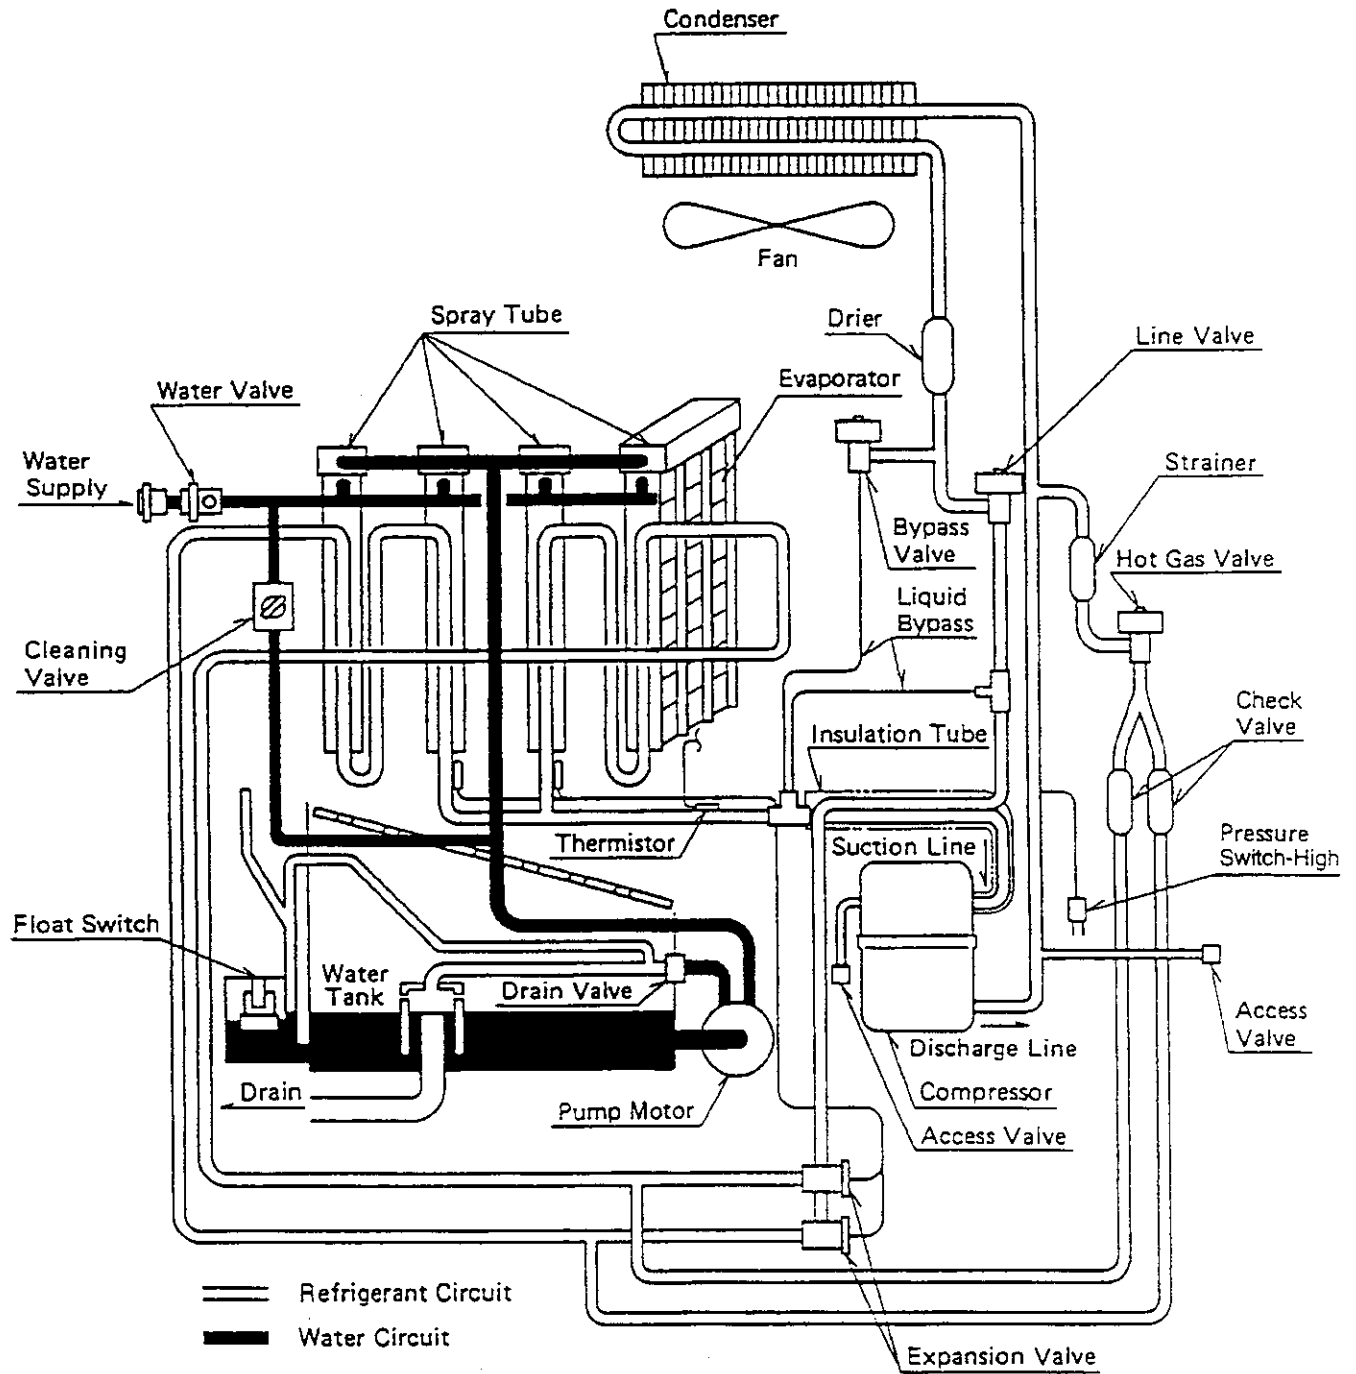 Condenser
Fan
Spray Tube
Drier
Line Valve
Water Valve
Evaporator
Water
Supply
Strainer
Bypass
Valve
Hot Gas Valve
Liquid
Bypass
Cleaning
Valve
Check
Valve
Insulation Tube
Thermistor
Suction Line
Pressure
Switch-High
Float Switch
Water
Tank
Drain Valve
Access
Valve
Discharge Line
Drain
Compressor
Pump Motor
Access Valve
Refrigerant Circuit
Water Circuit
Expansion Valve